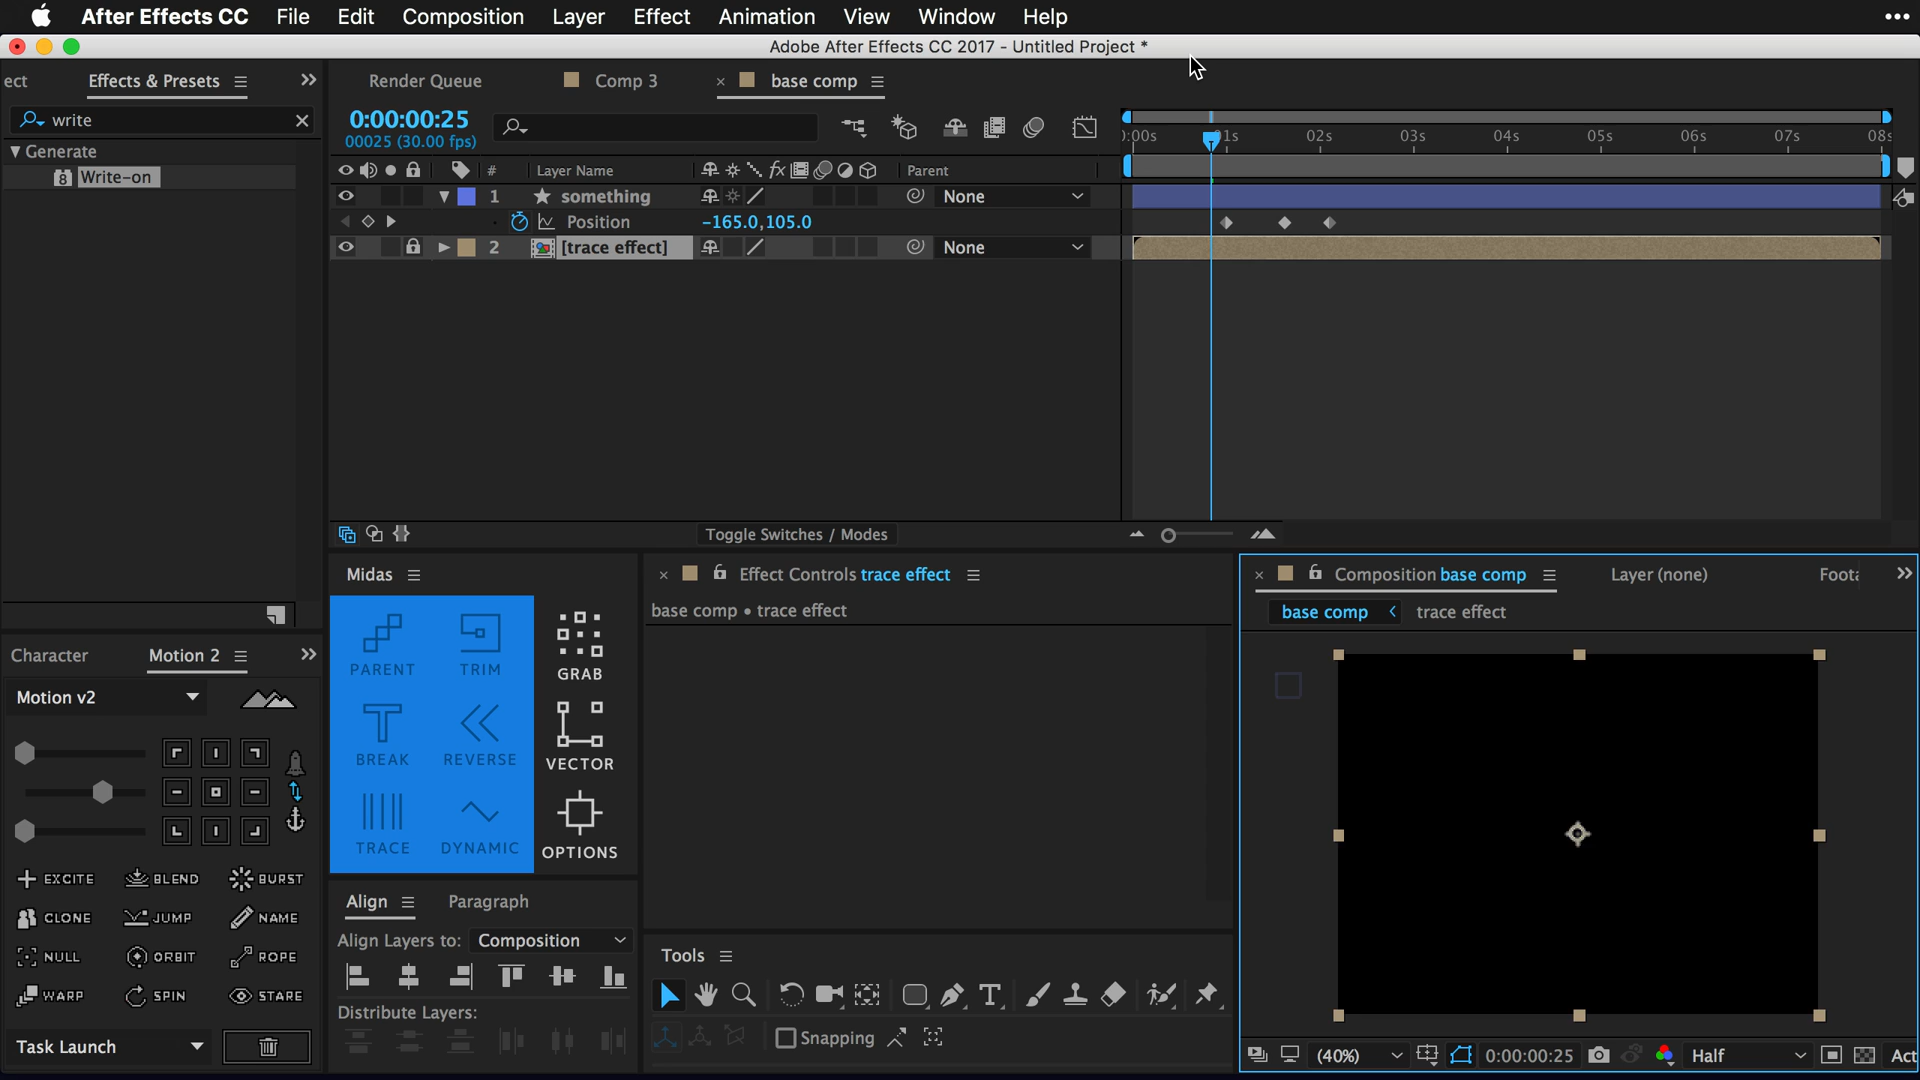 After Effects CC File Edit Composition Layer Effect Animation View Window Help
Adobe After Effects CC 2017 - Untitled Project *
ect Effects & Presets
Render Queue Comp 3 base comp
write
0:00:00:25
00025 (30.00 fps)
:00s 01s 02s 03s 04s 05s 06s 07s 08s
Generate
Write-on
# Layer Name fx Parent
1 something None
Position -165.0,105.0
2 [trace effect] None
Toggle Switches / Modes
Midas
Effect Controls trace effect
Composition base comp Layer (none) Foota
base comp • trace effect
base comp trace effect
PARENT TRIM GRAB
BREAK REVERSE VECTOR
TRACE DYNAMIC OPTIONS
Character Motion 2
Motion v2
EXCITE BLEND BURST
CLONE JUMP NAME
NULL ORBIT ROPE
WARP SPIN STARE
Task Launch
Align Paragraph
Align Layers to: Composition
Distribute Layers:
Tools
Snapping
(40%) 0:00:00:25 Half Act